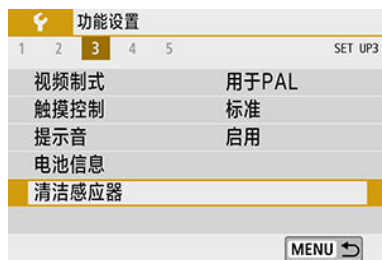 功能设置
1 2 3 4 5 SET UP3
视频制式 用于PAL
触摸控制 标准
提示音 启用
电池信息
清洁感应器
MENU